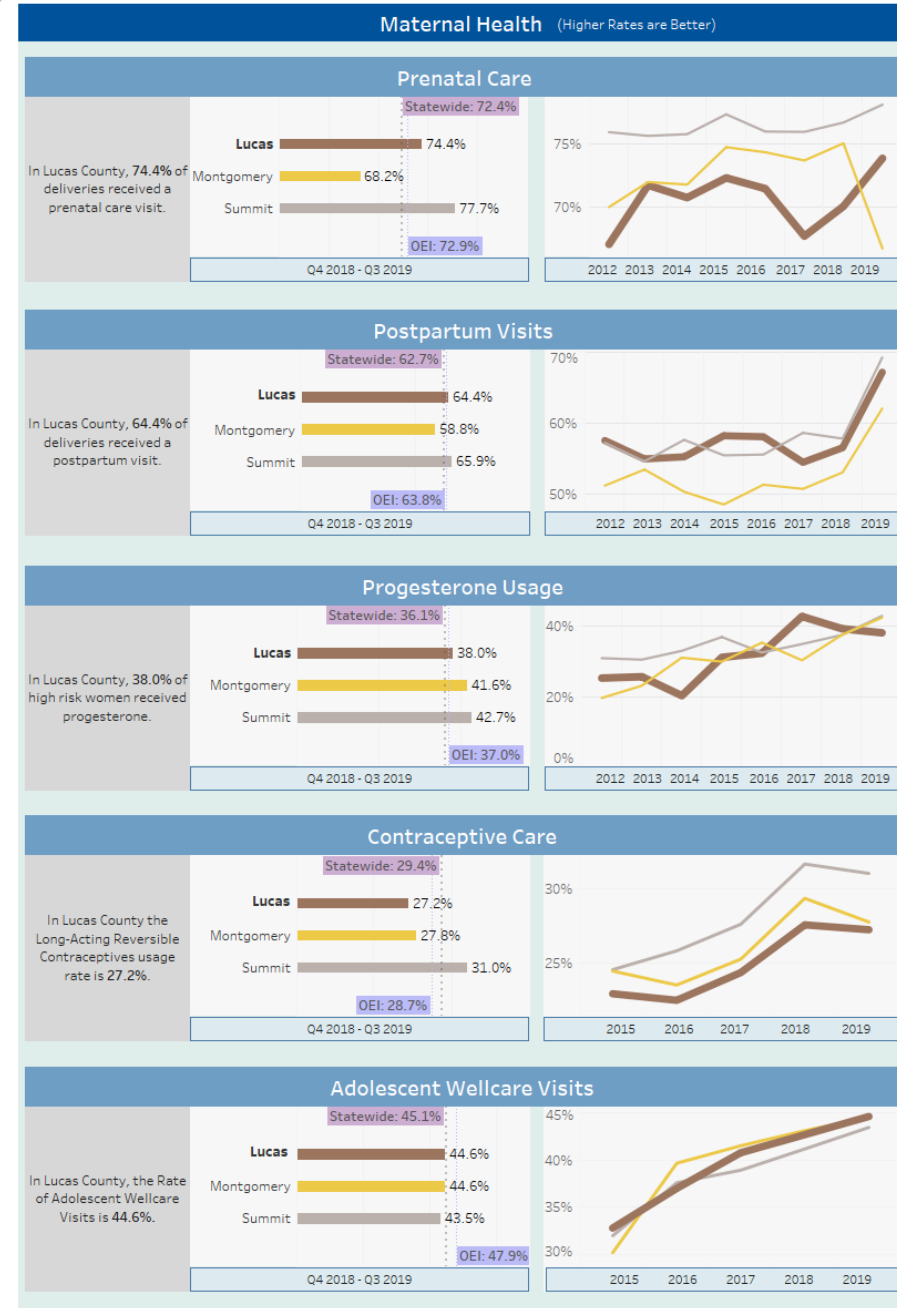 Maternal Health (Higher Rates are Better)
Prenatal Care
In Lucas County, 74.4% of
deliveries received a
prenatal care visit.
Statewide: 72.4%
Lucas 74.4%
Montgomery 68.2%
Summit 77.7%
OEI: 72.9%
Q4 2018 - Q3 2019
75%
70%
2012 2013 2014 2015 2016 2017 2018 2019
Postpartum Visits
In Lucas County, 64.4% of
deliveries received a
postpartum visit.
Statewide: 62.7%
Lucas 64.4%
Montgomery 58.8%
Summit 65.9%
OEI: 63.8%
Q4 2018 - Q3 2019
70%
60%
50%
2012 2013 2014 2015 2016 2017 2018 2019
Progesterone Usage
In Lucas County, 38.0% of
high risk women received
progesterone.
Statewide: 36.1%
Lucas 38.0%
Montgomery 41.6%
Summit 42.7%
OEI: 37.0%
Q4 2018 - Q3 2019
40%
20%
0%
2012 2013 2014 2015 2016 2017 2018 2019
Contraceptive Care
In Lucas County the
Long-Acting Reversible
Contraceptives usage
rate is 27.2%.
Statewide: 29.4%
Lucas 27.2%
Montgomery 27.8%
Summit 31.0%
OEI: 28.7%
Q4 2018 - Q3 2019
30%
25%
2015 2016 2017 2018 2019
Adolescent Wellcare Visits
In Lucas County, the Rate
of Adolescent Wellcare
Visits is 44.6%.
Statewide: 45.1%
Lucas 44.6%
Montgomery 44.6%
Summit 43.5%
OEI: 47.9%
Q4 2018 - Q3 2019
45%
40%
35%
30%
2015 2016 2017 2018 2019